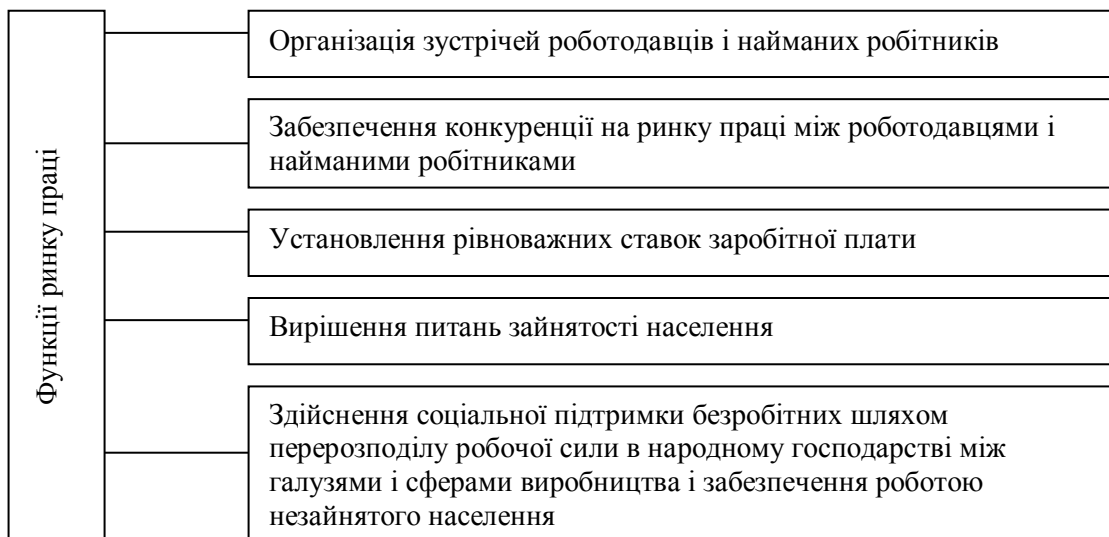 Функції ринку праці
Організація зустрічей роботодавців і найманих робітників
Забезпечення конкуренції на ринку праці між роботодавцями і
найманими робітниками
Установлення рівноважних ставок заробітної плати
Вирішення питань зайнятості населення
Здійснення соціальної підтримки безробітних шляхом
перерозподілу робочої сили в народному господарстві між
галузями і сферами виробництва і забезпечення роботою
незайнятого населення